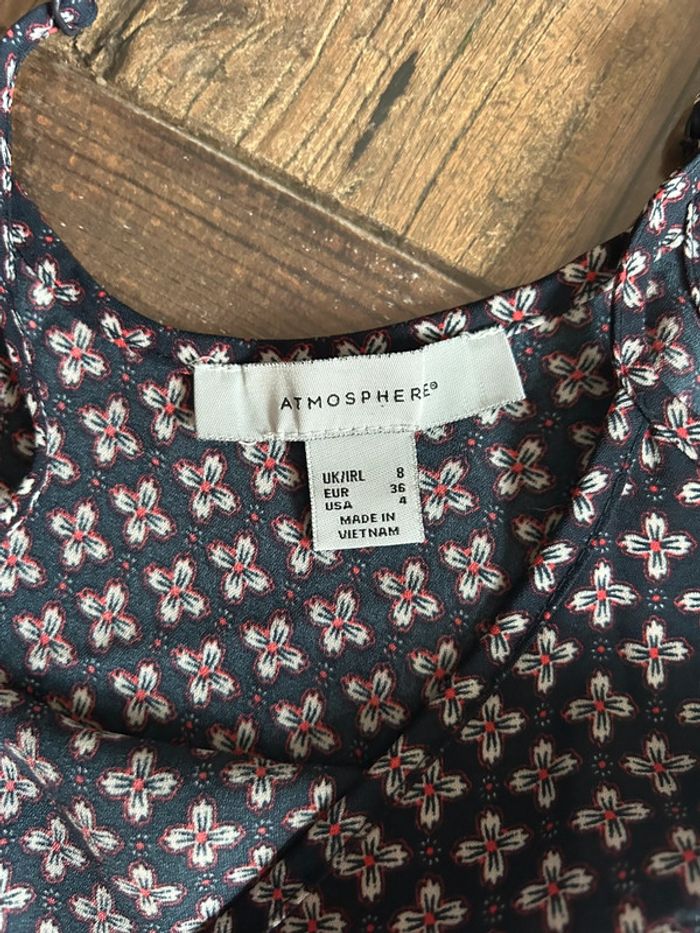 ATMOSPHERE®
UK/IRL 8
EUR 36
USA 4
MADE IN
VIETNAM